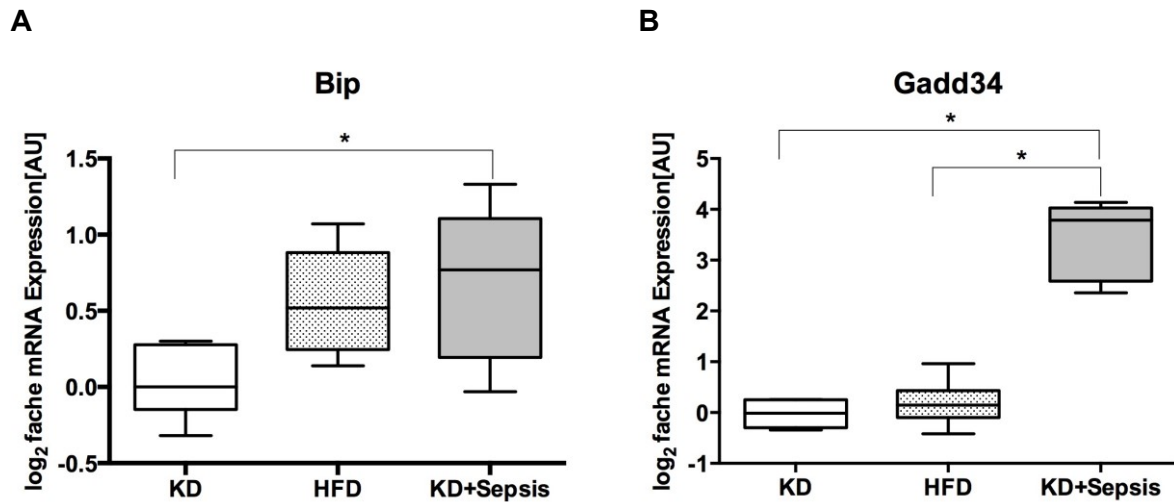 A
Bip
log2 fache mRNA Expression[AU]
1.5
1.0
0.5
0.0
-0.5
*
KD HFD KD+Sepsis
B
Gadd34
log2 fache mRNA Expression[AU]
5
4
3
2
1
0
-1
*
*
KD HFD KD+Sepsis